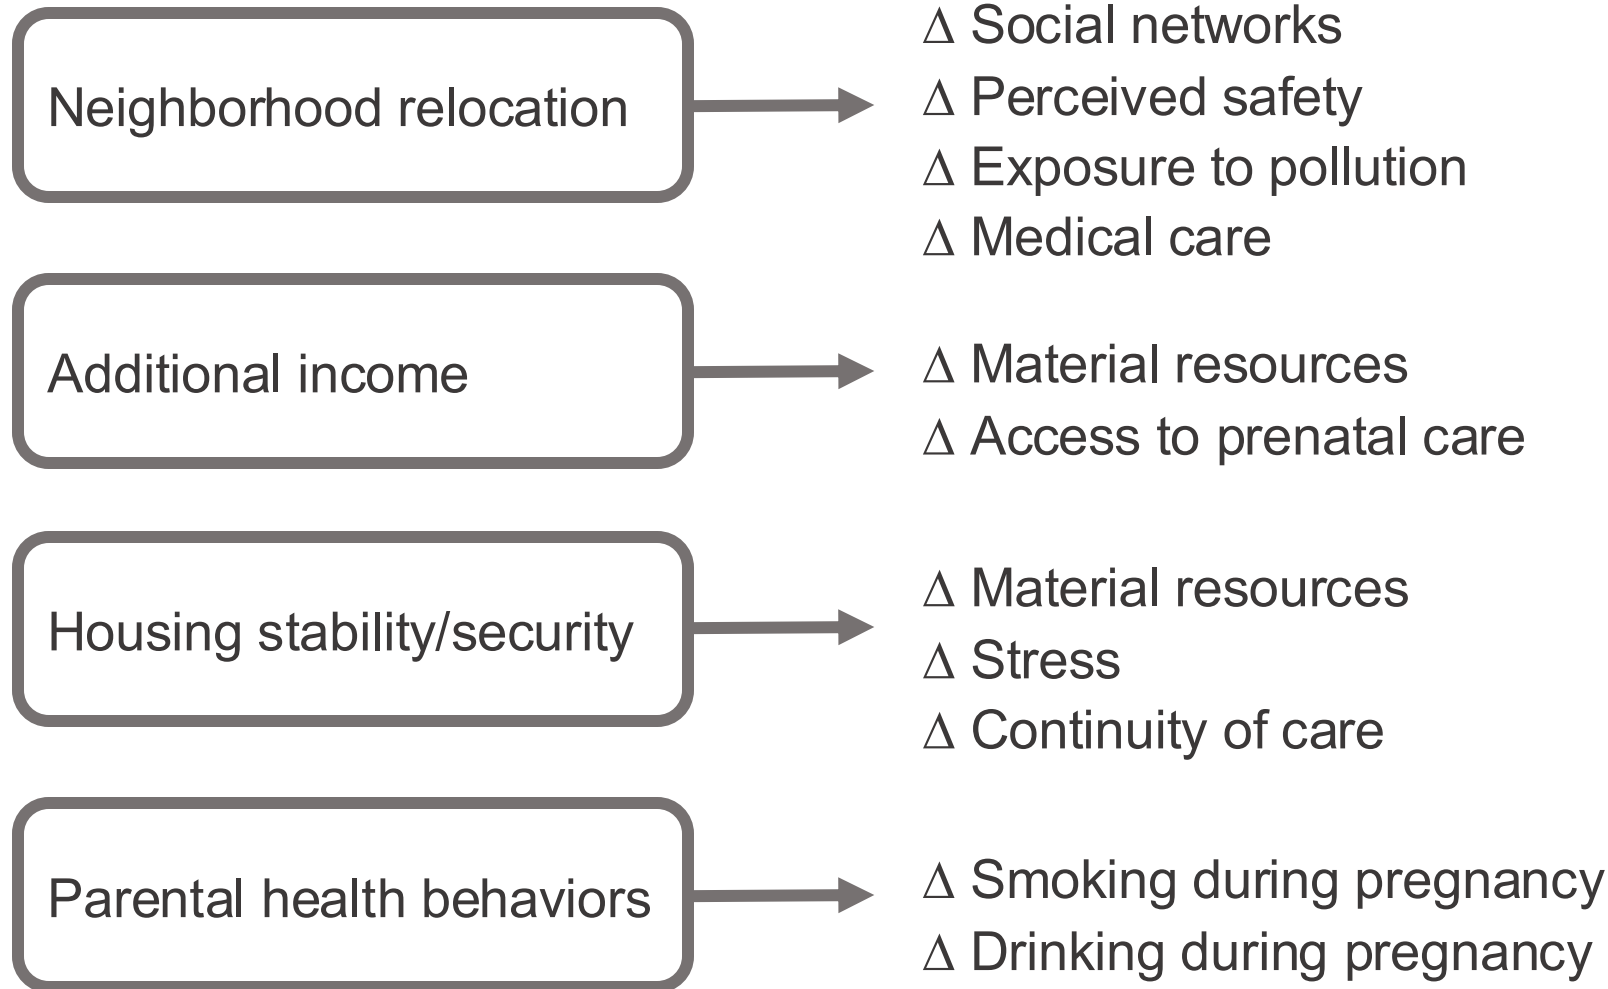 Neighborhood relocation
Δ Social networks
Δ Perceived safety
Δ Exposure to pollution
Δ Medical care
Additional income
Δ Material resources
Δ Access to prenatal care
Housing stability/security
Δ Material resources
Δ Stress
Δ Continuity of care
Parental health behaviors
Δ Smoking during pregnancy
Δ Drinking during pregnancy